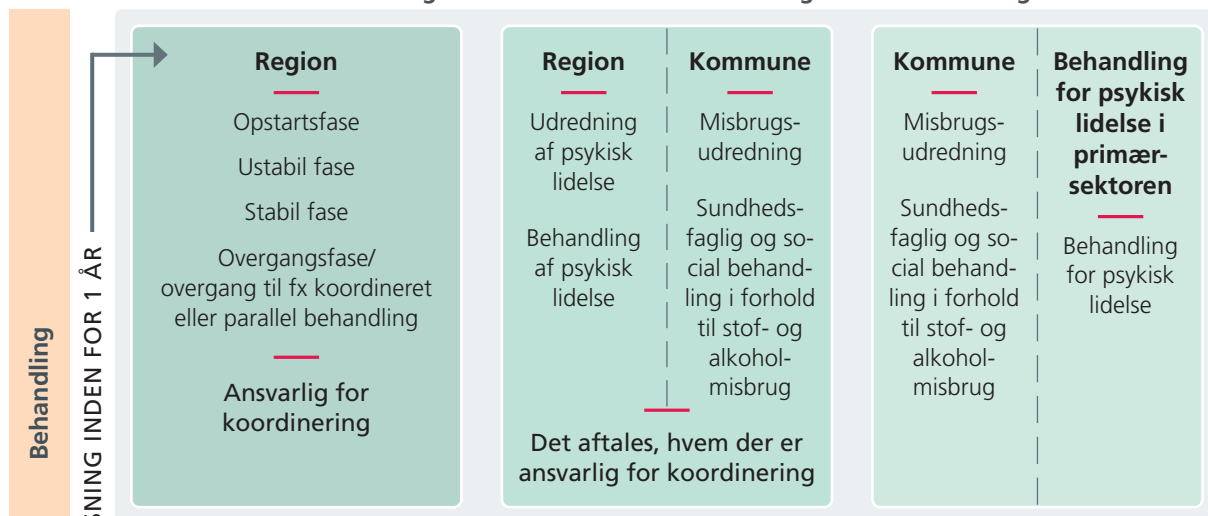 Behandling
SNING INDEN FOR 1 ÅR
Region
Opstartsfase
Ustabil fase
Stabil fase
Overgangsfase/
overgang til fx koordineret
eller parallel behandling
Ansvarlig for
koordinering
Region
Udredning
af psykisk
lidelse
Behandling
af psykisk
lidelse
Kommune
Misbrugs-
udredning
Sundheds-
faglig og so-
cial behand-
ling i forhold
til stof- og
alkohol-
misbrug
Det aftales, hvem der er
ansvarlig for koordinering
Kommune
Misbrugs-
udredning
Sundheds-
faglig og so-
cial behand-
ling i forhold
til stof- og
alkohol-
misbrug
Behandling
for psykisk
lidelse i
primær-
sektoren
Behandling
for psykisk
lidelse